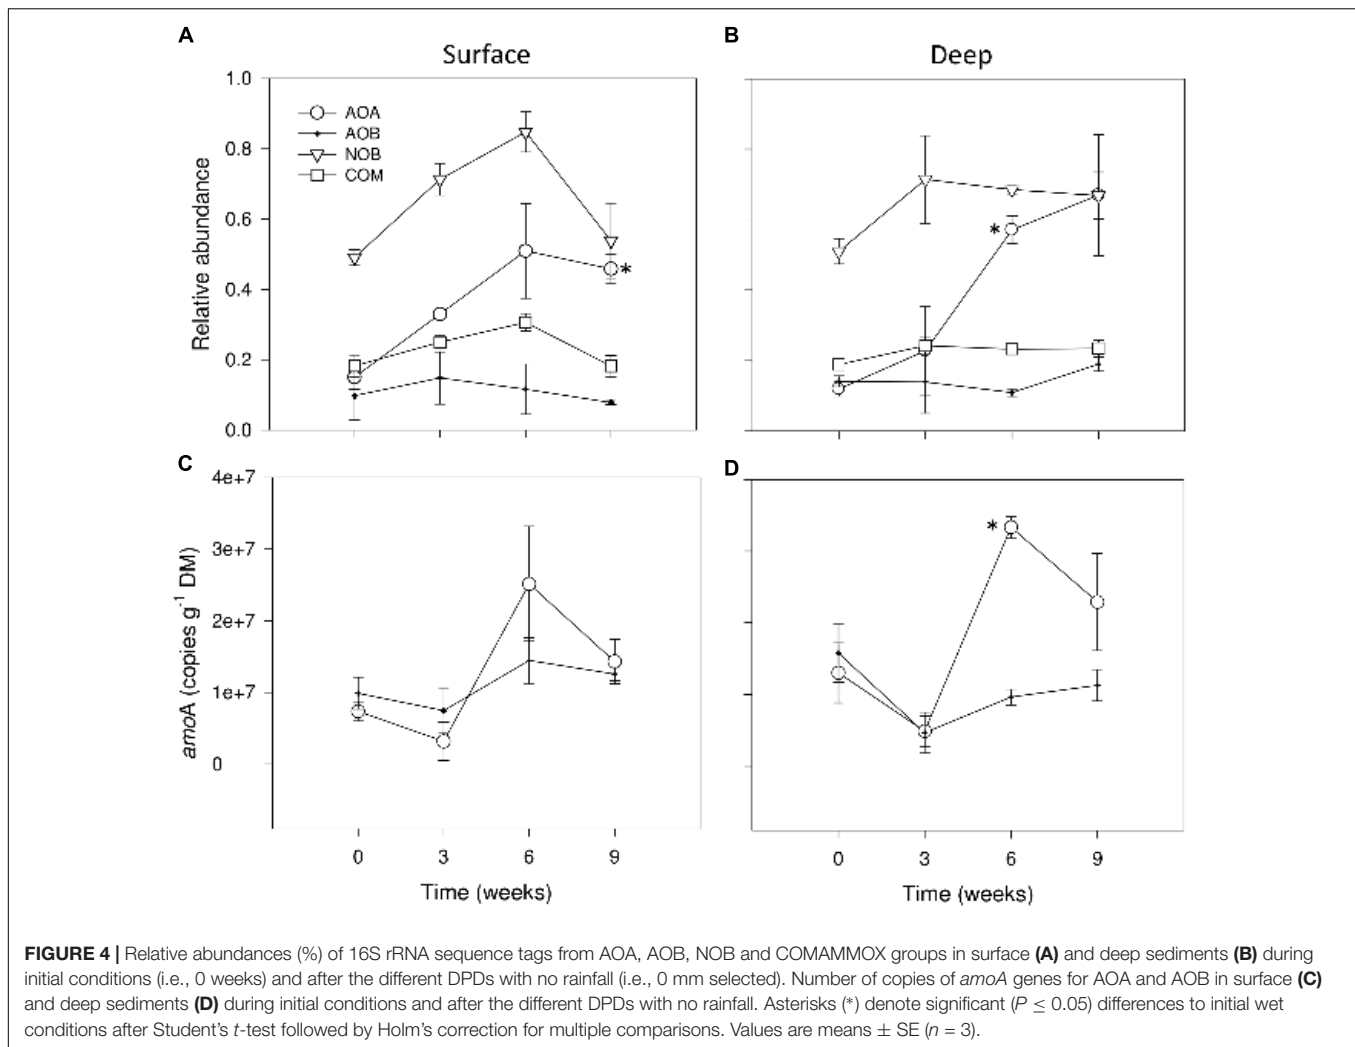 A
Surface
B
Deep
1.0
0.8
0.6
0.4
0.2
0.0
Relative abundance
AOA
AOB
NOB
COM
*
*
C
4e+7
3e+7
2e+7
1e+7
0
amoA (copies g-1 DM)
0 3 6 9
Time (weeks)
D
*
0 3 6 9
Time (weeks)
FIGURE 4 | Relative abundances (%) of 16S rRNA sequence tags from AOA, AOB, NOB and COMAMMOX groups in surface (A) and deep sediments (B) during
initial conditions (i.e., 0 weeks) and after the different DPDs with no rainfall (i.e., 0 mm selected). Number of copies of amoA genes for AOA and AOB in surface (C)
and deep sediments (D) during initial conditions and after the different DPDs with no rainfall. Asterisks (*) denote significant (P ≤ 0.05) differences to initial wet
conditions after Student's t-test followed by Holm's correction for multiple comparisons. Values are means ± SE (n = 3).